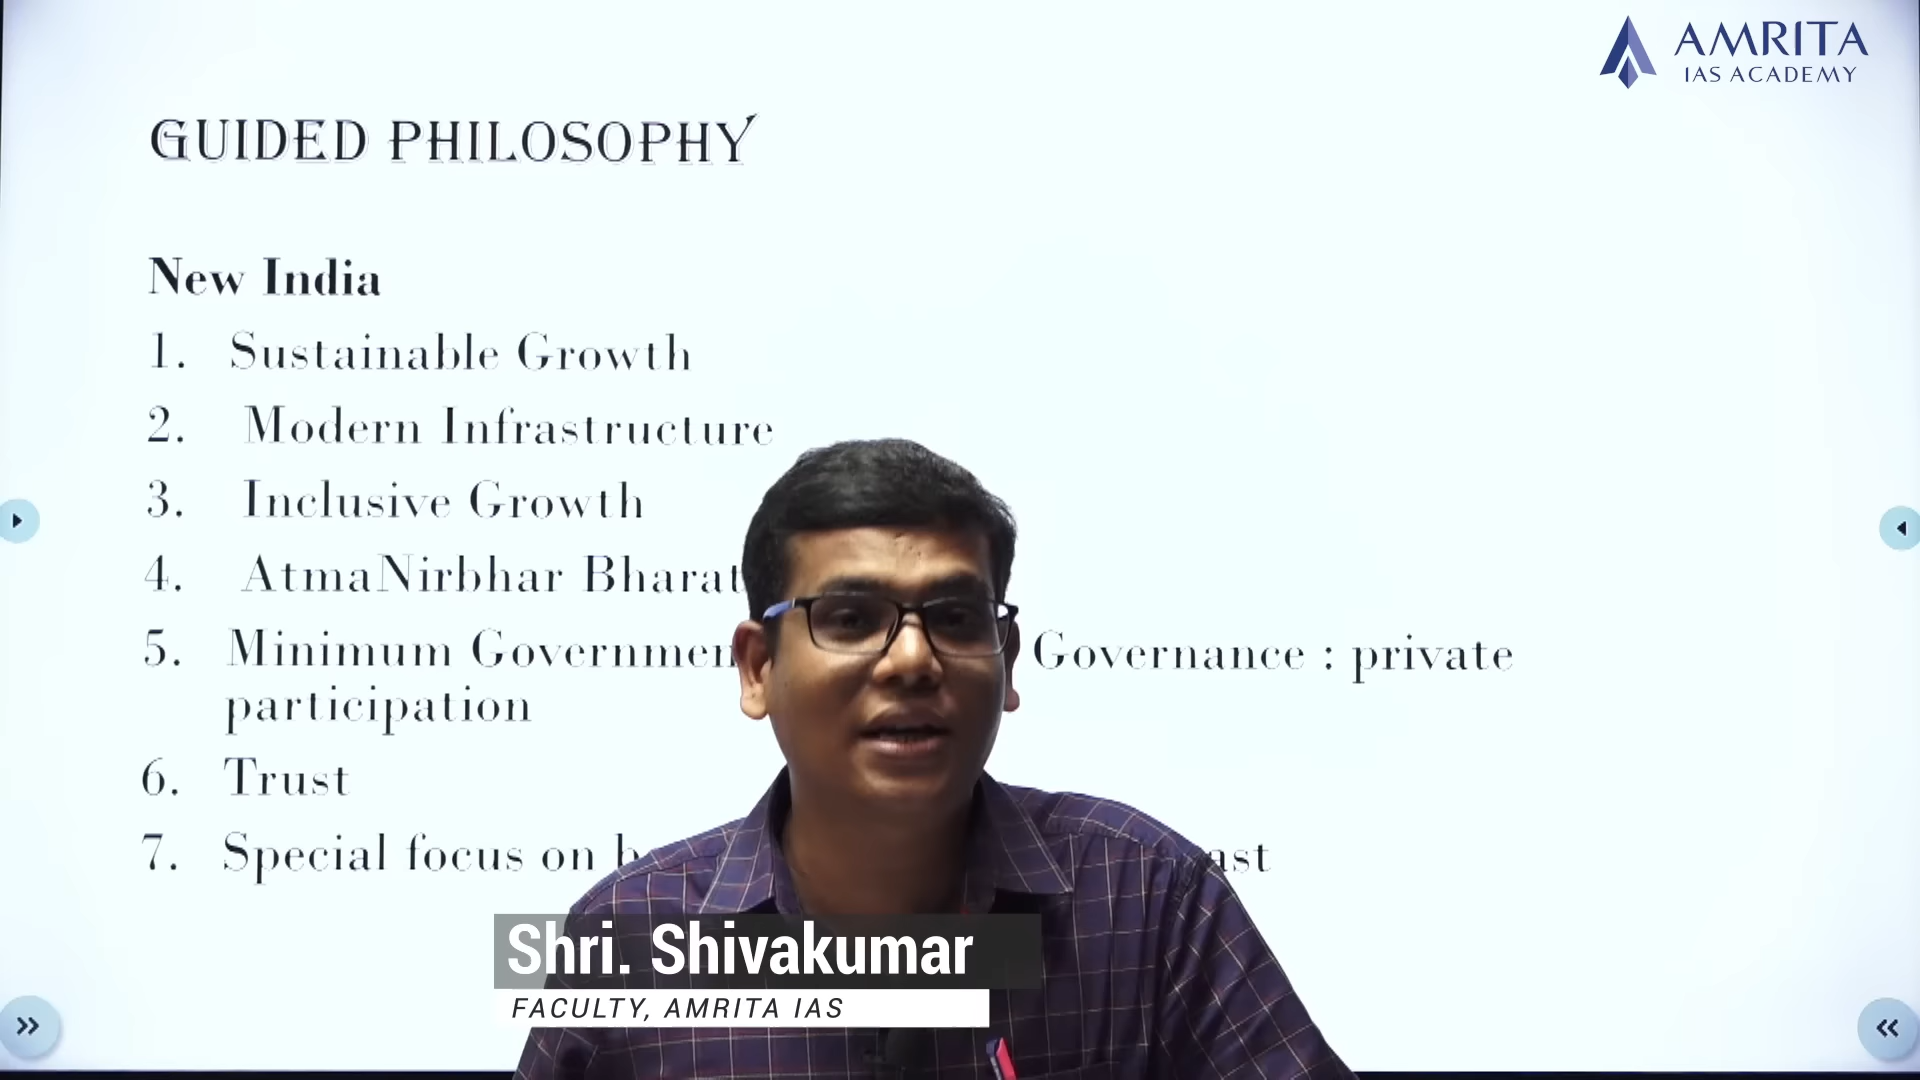 AMRITA
IAS ACADEMY
GUIDED PHILOSOPHY
New India
1. Sustainable Growth
2. Modern Infrastructure
3. Inclusive Growth
4. AtmaNirbhar Bharat
5. Minimum Governance : private
participation
6. Trust
7. Special focus on
Shri. Shivakumar
FACULTY, AMRITA IAS